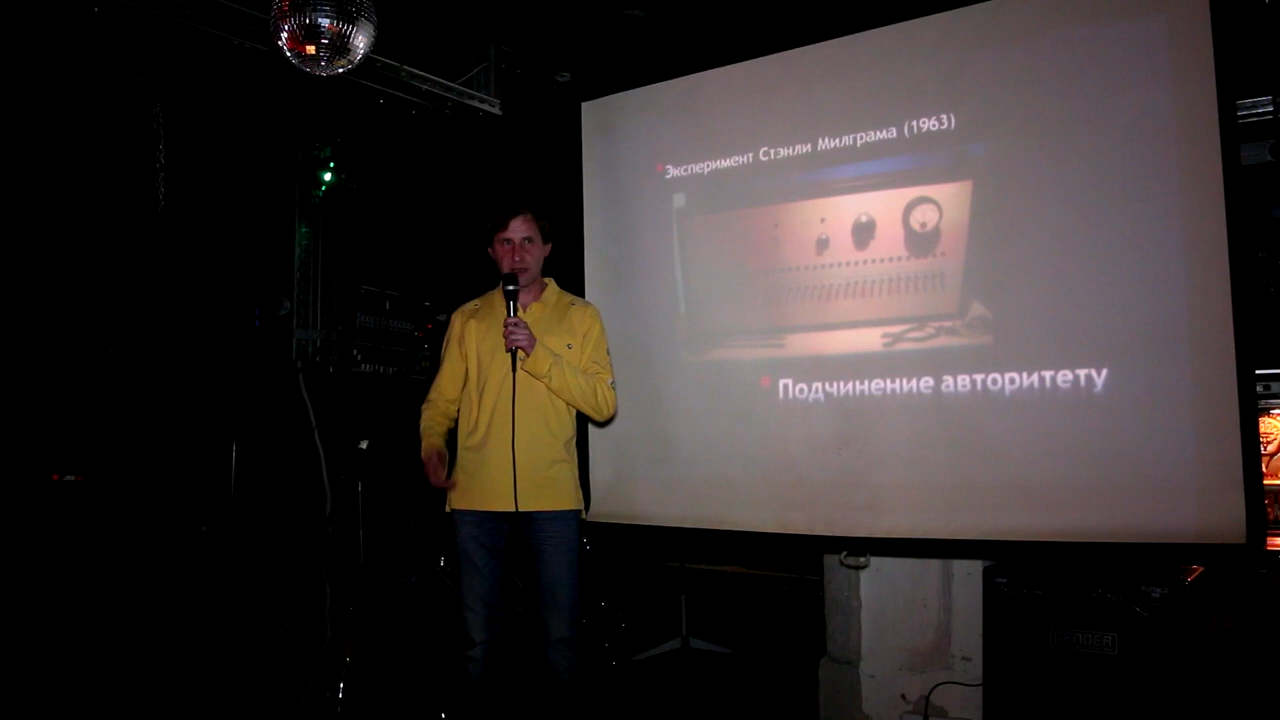 Эксперимент Стэнли Милграма (1963)
Подчинение авторитету